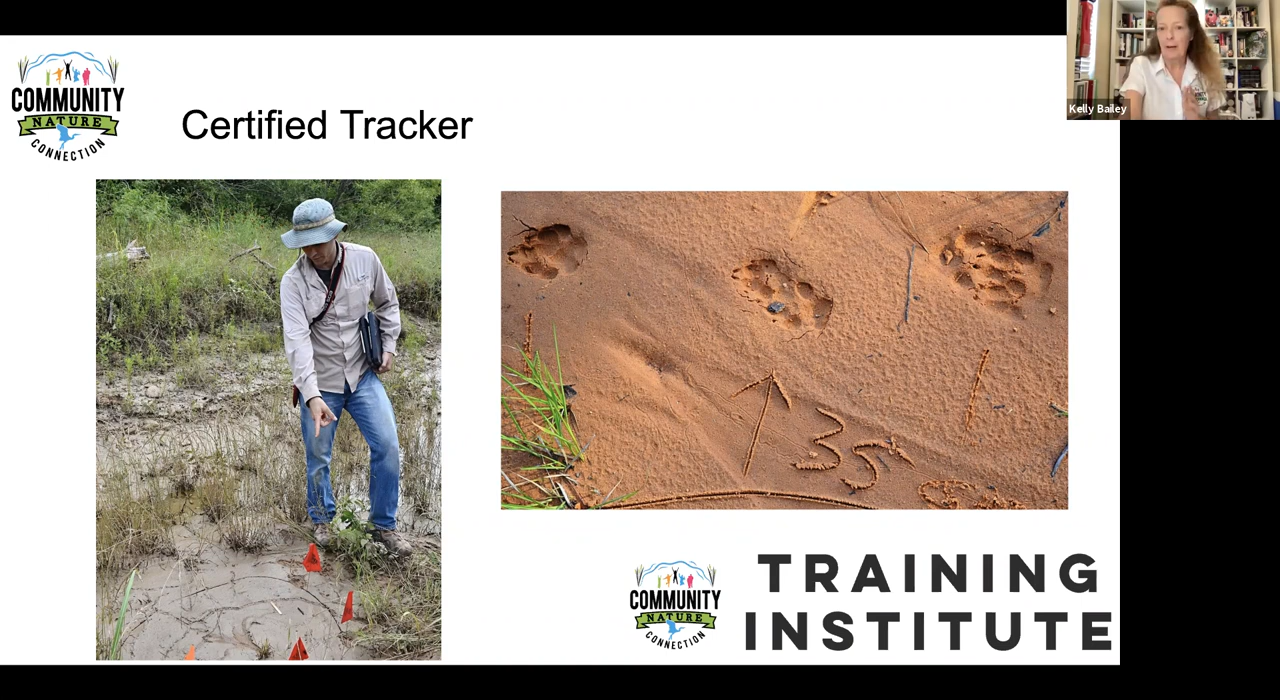 COMMUNITY
NATURE
CONNECTION
Certified Tracker
Kelly Bailey
35
COMMUNITY
NATURE
CONNECTION
TRAINING
INSTITUTE